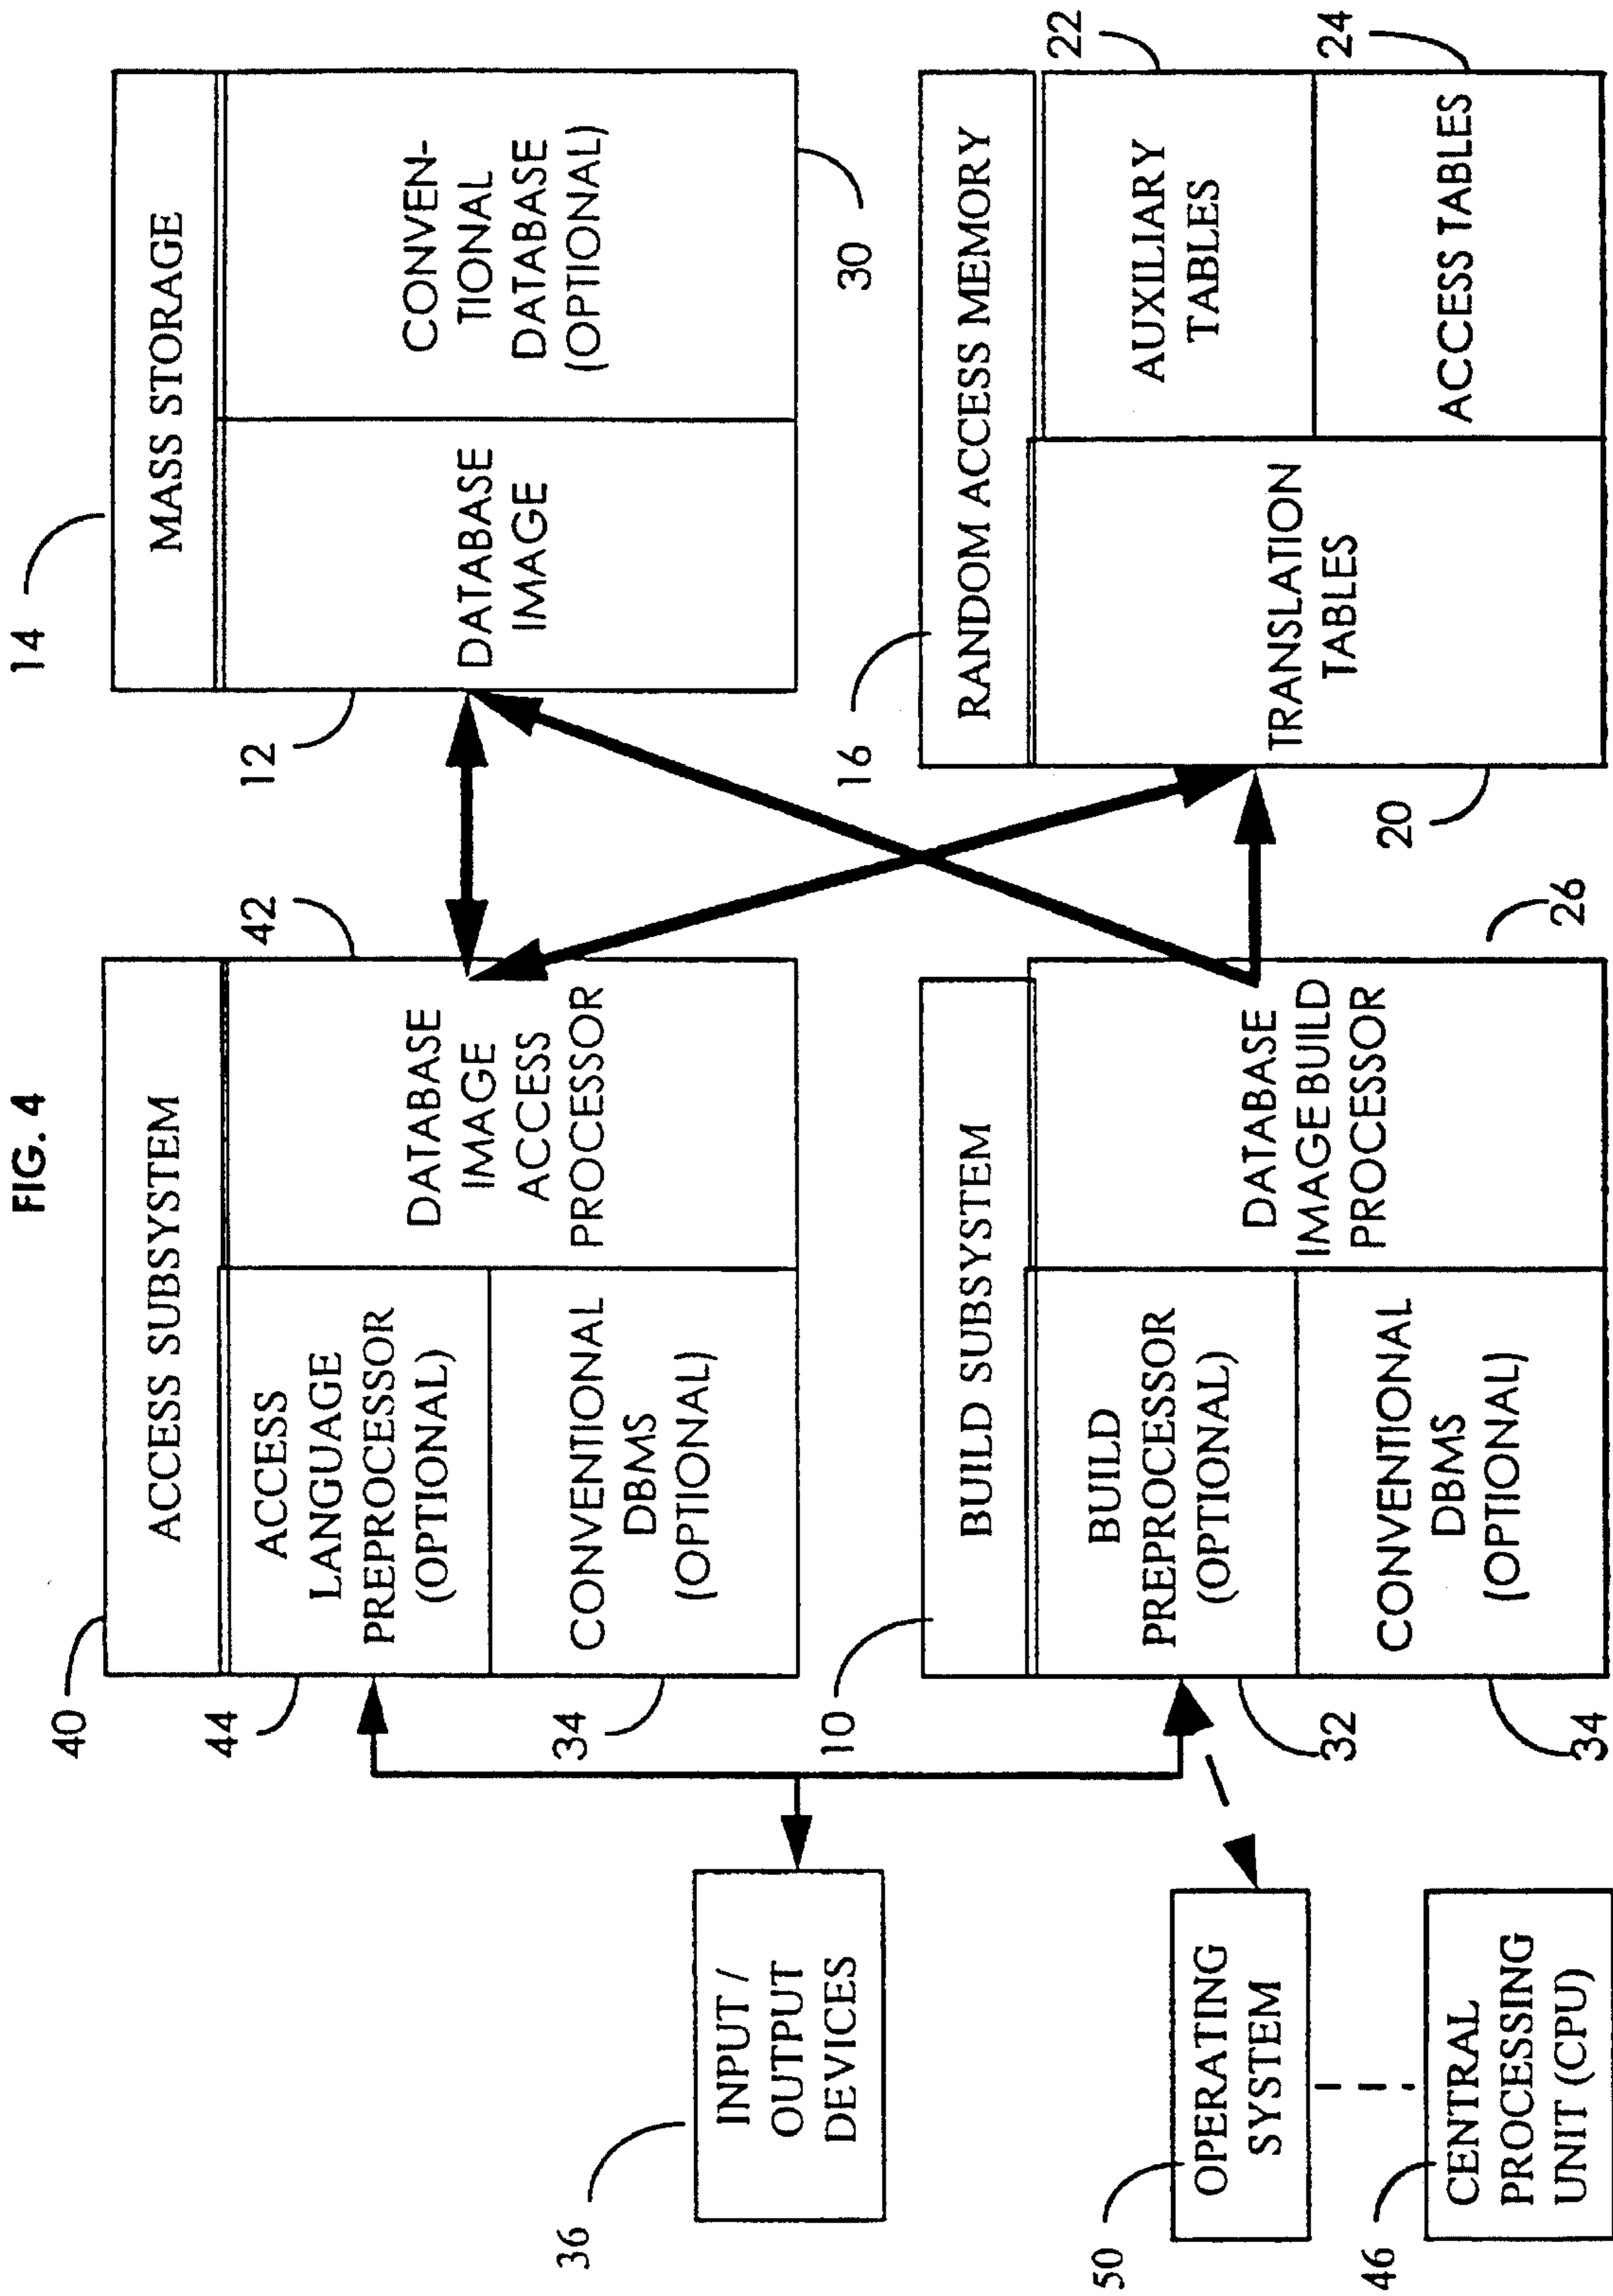 FIG. 4
40
ACCESS SUBSYSTEM
44
ACCESS
LANGUAGE
PREPROCESSOR
(OPTIONAL)
34
CONVENTIONAL
DBMS
(OPTIONAL)
42
DATABASE
IMAGE
ACCESS
PROCESSOR
14
MASS STORAGE
12
DATABASE
IMAGE
CONVEN-
TIONAL
DATABASE
(OPTIONAL)
30
36
INPUT /
OUTPUT
DEVICES
10
BUILD SUBSYSTEM
BUILD
PREPROCESSOR
(OPTIONAL)
32
CONVENTIONAL
DBMS
(OPTIONAL)
34
DATABASE
IMAGE BUILD
PROCESSOR
26
16
RANDOM ACCESS MEMORY
TRANSLATION
TABLES
20
AUXILIARY
TABLES
22
ACCESS TABLES
24
50
OPERATING
SYSTEM
46
CENTRAL
PROCESSING
UNIT (CPU)